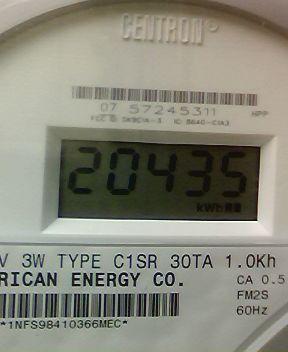 CENTRON®
07 57245311 HPP
20435
kWh
V 3W TYPE C1SR 30TA 1.0Kh
RICAN ENERGY CO. CA 0.5
FM2S
60Hz
*1NFS98410366MEC*